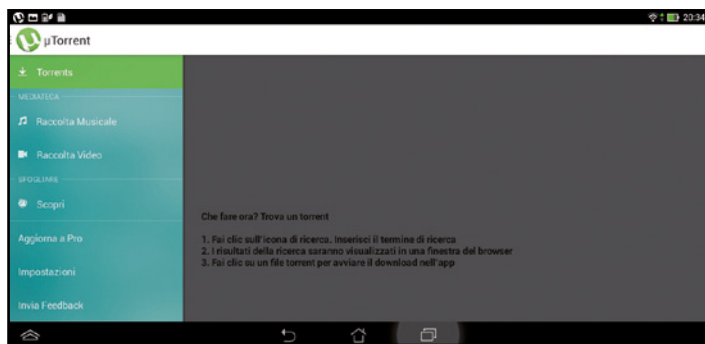 20:34
µTorrent
Torrents
MEDIATECA
Raccolta Musicale
Raccolta Video
SFOGLIARE
Scopri
Aggiorna a Pro
Impostazioni
Invia Feedback
Che fare ora? Trova un torrent
1. Fai clic sull'icona di ricerca. Inserisci il termine di ricerca
2. I risultati della ricerca saranno visualizzati in una finestra del browser
3. Fai clic su un file torrent per avviare il download nell'app